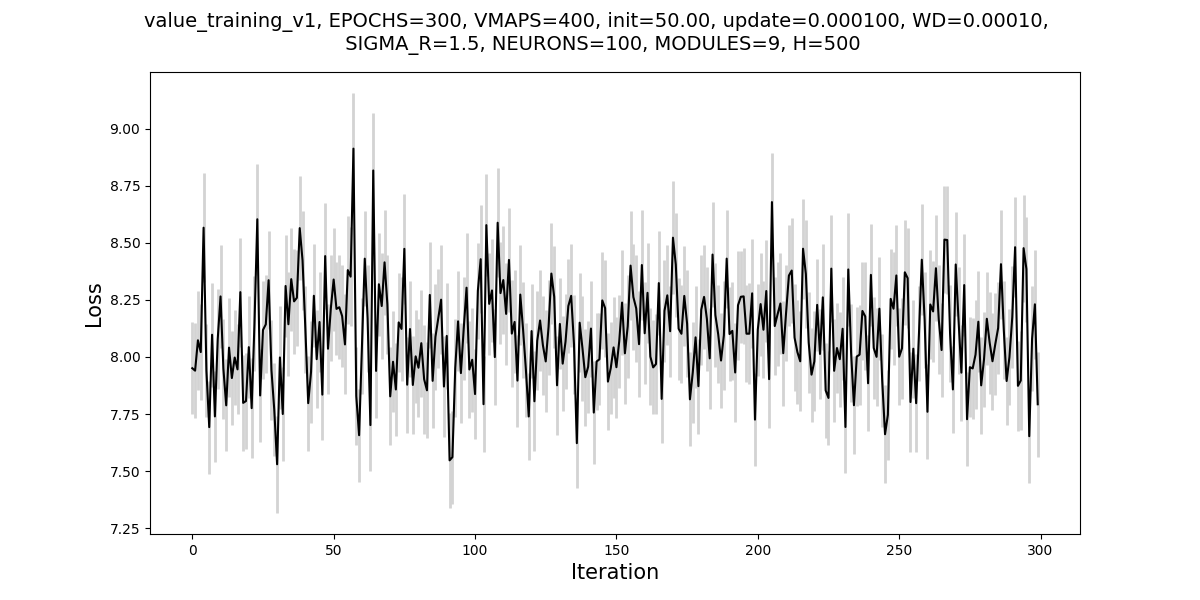 value_training_v1, EPOCHS=300, VMAPS=400, init=50.00, update=0.000100, WD=0.00010,
SIGMA_R=1.5, NEURONS=100, MODULES=9, H=500
9.00
8.75
8.50
8.25
8.00
7.75
7.50
7.25
Loss
0 50 100 150 200 250 300
Iteration